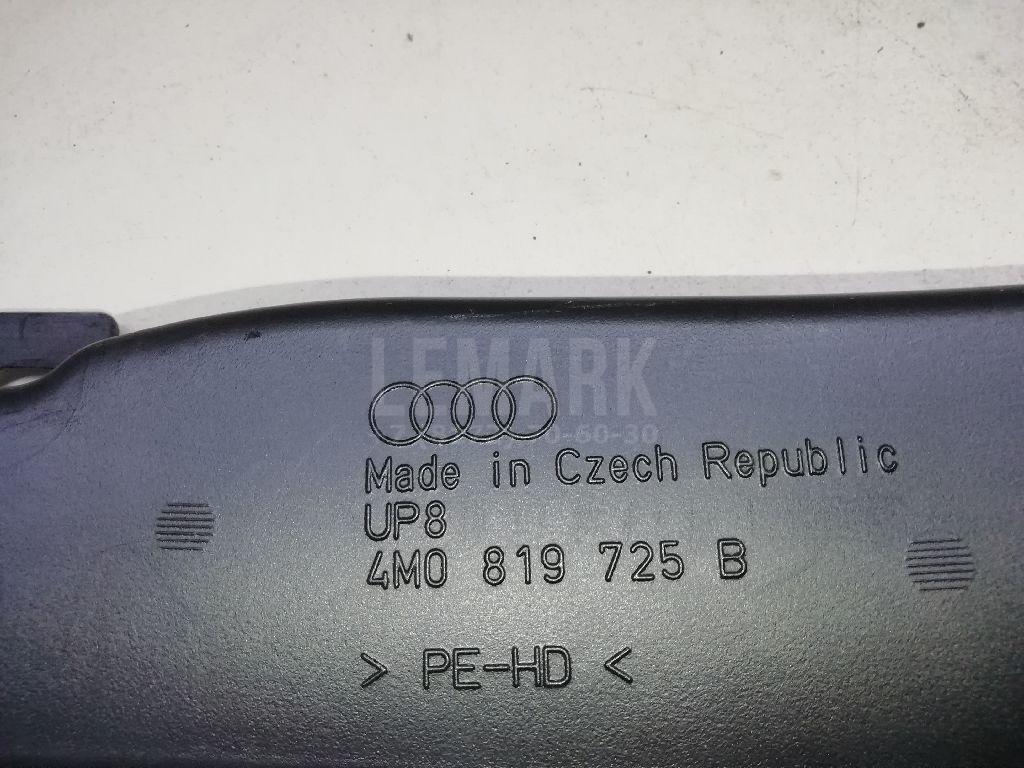 LEMARK
Made in Czech Republic
UP8
4M0 819 725 B
> PE-HD <